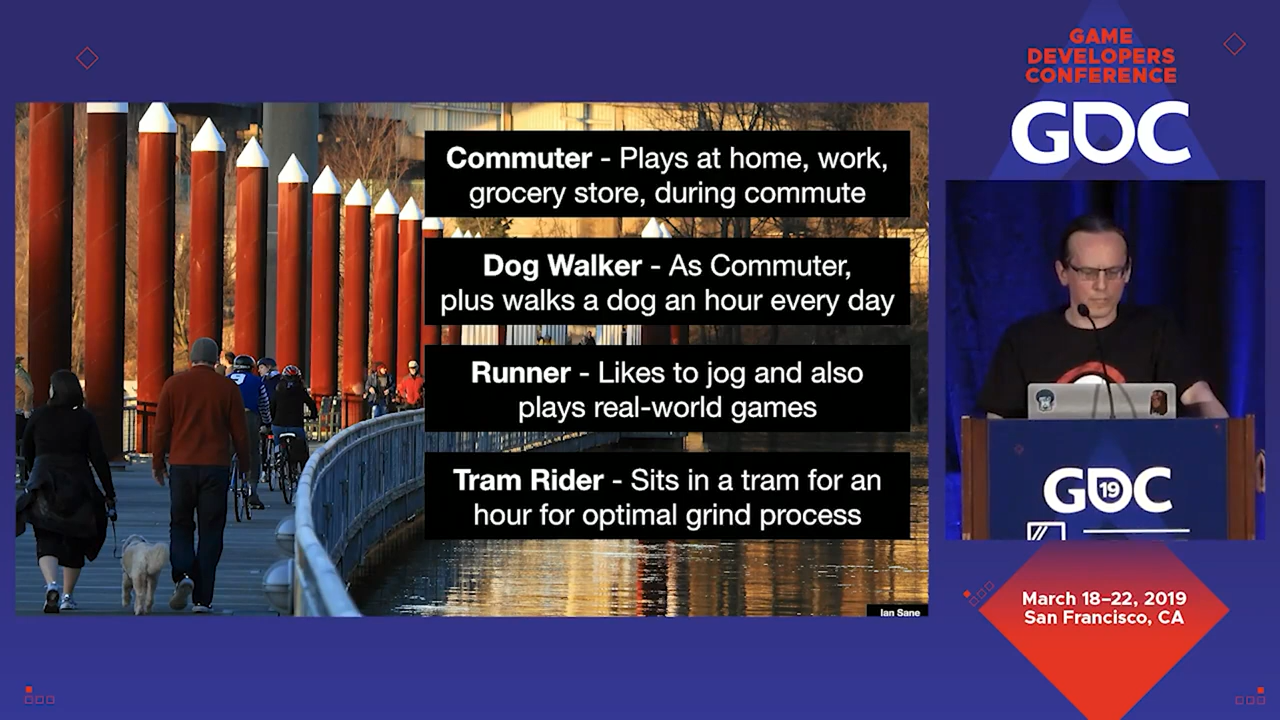 GAME
DEVELOPERS
CONFERENCE
GDC
Commuter - Plays at home, work,
grocery store, during commute
Dog Walker - As Commuter,
plus walks a dog an hour every day
Runner - Likes to jog and also
plays real-world games
Tram Rider - Sits in a tram for an
hour for optimal grind process
Ian Sane
GDC
19
March 18–22, 2019
San Francisco, CA